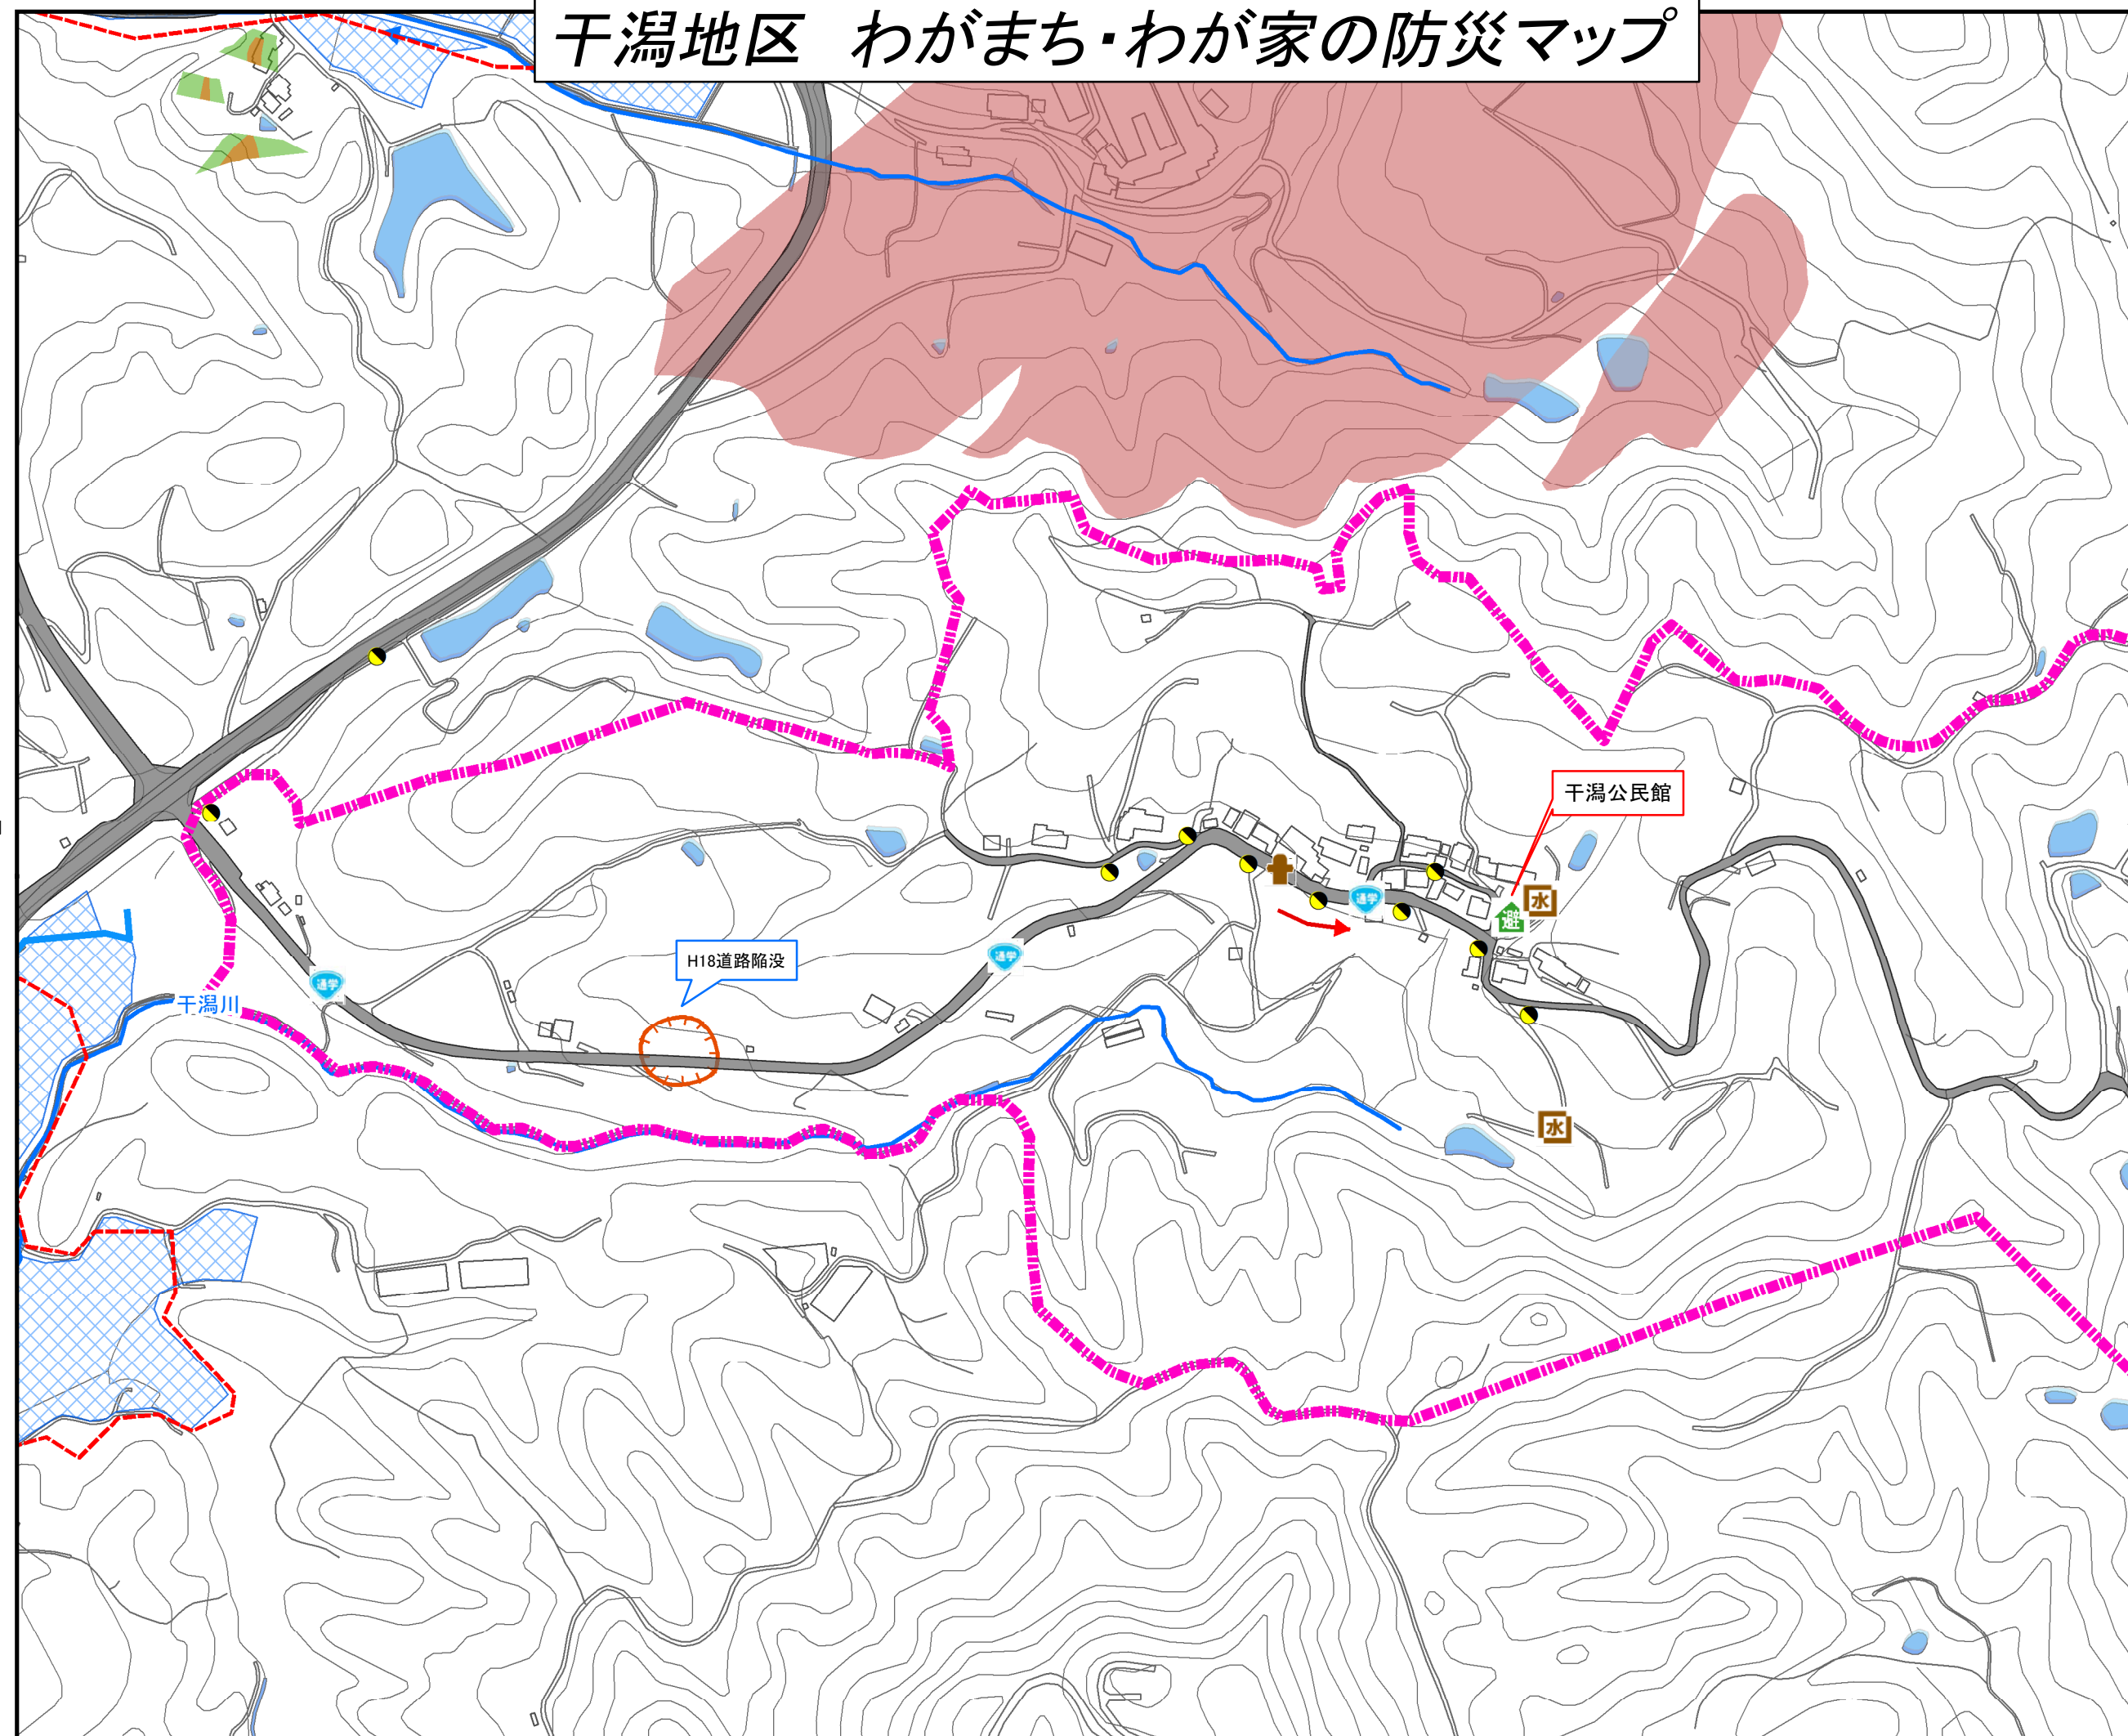 干潟地区　わがまち・わが家の防災マップ
干潟公民館
水
避
通学
通学
H18道路陥没
通学
干潟川
水